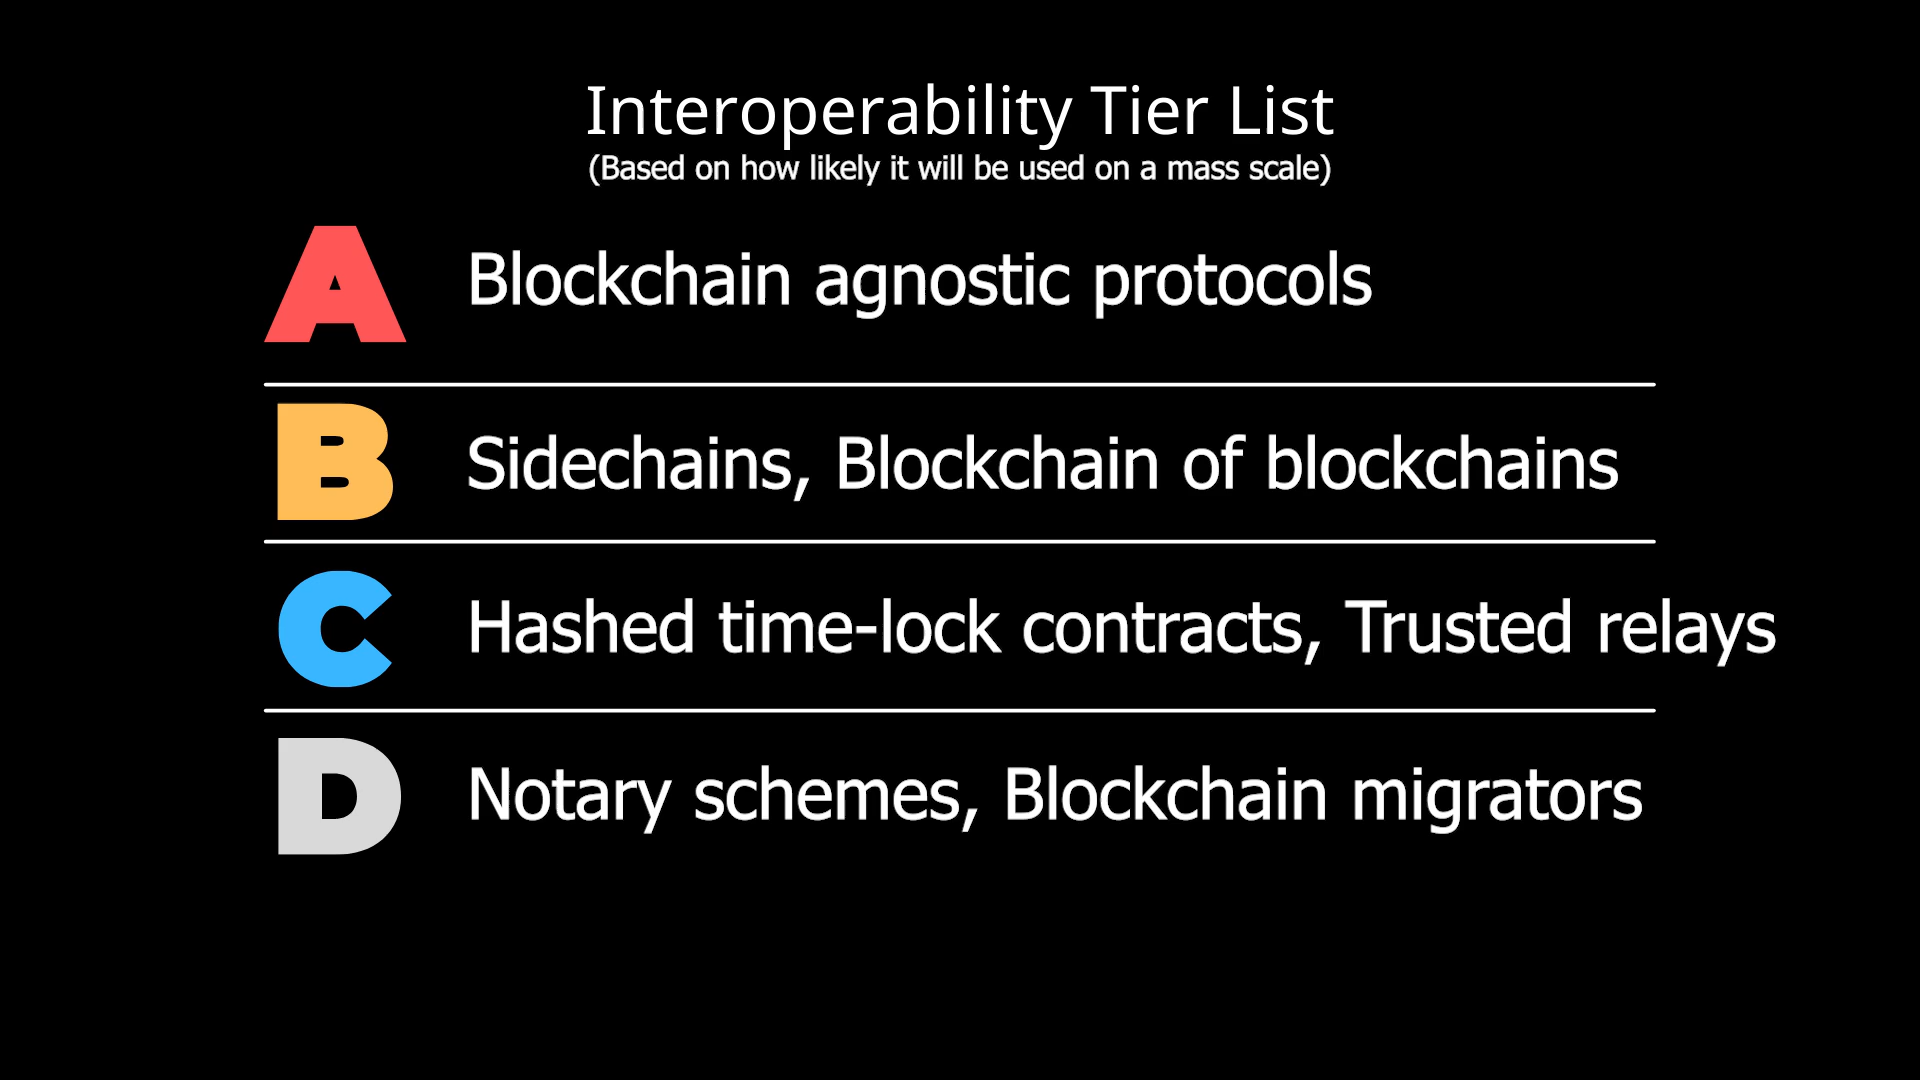 Interoperability Tier List
(Based on how likely it will be used on a mass scale)
A Blockchain agnostic protocols
B Sidechains, Blockchain of blockchains
C Hashed time-lock contracts, Trusted relays
D Notary schemes, Blockchain migrators